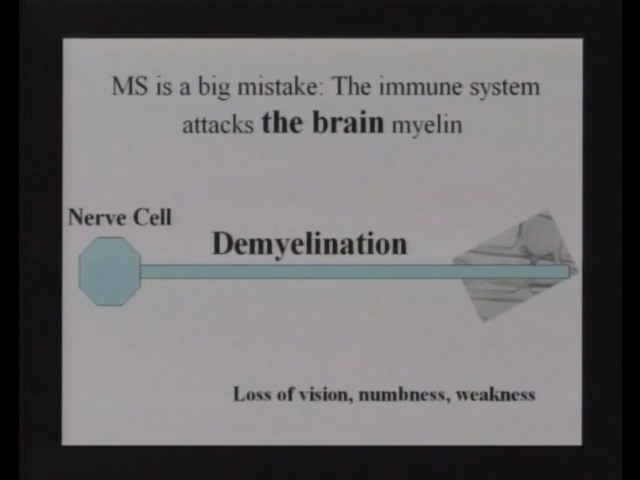 MS is a big mistake: The immune system
attacks the brain myelin
Nerve Cell
Demyelination
Loss of vision, numbness, weakness